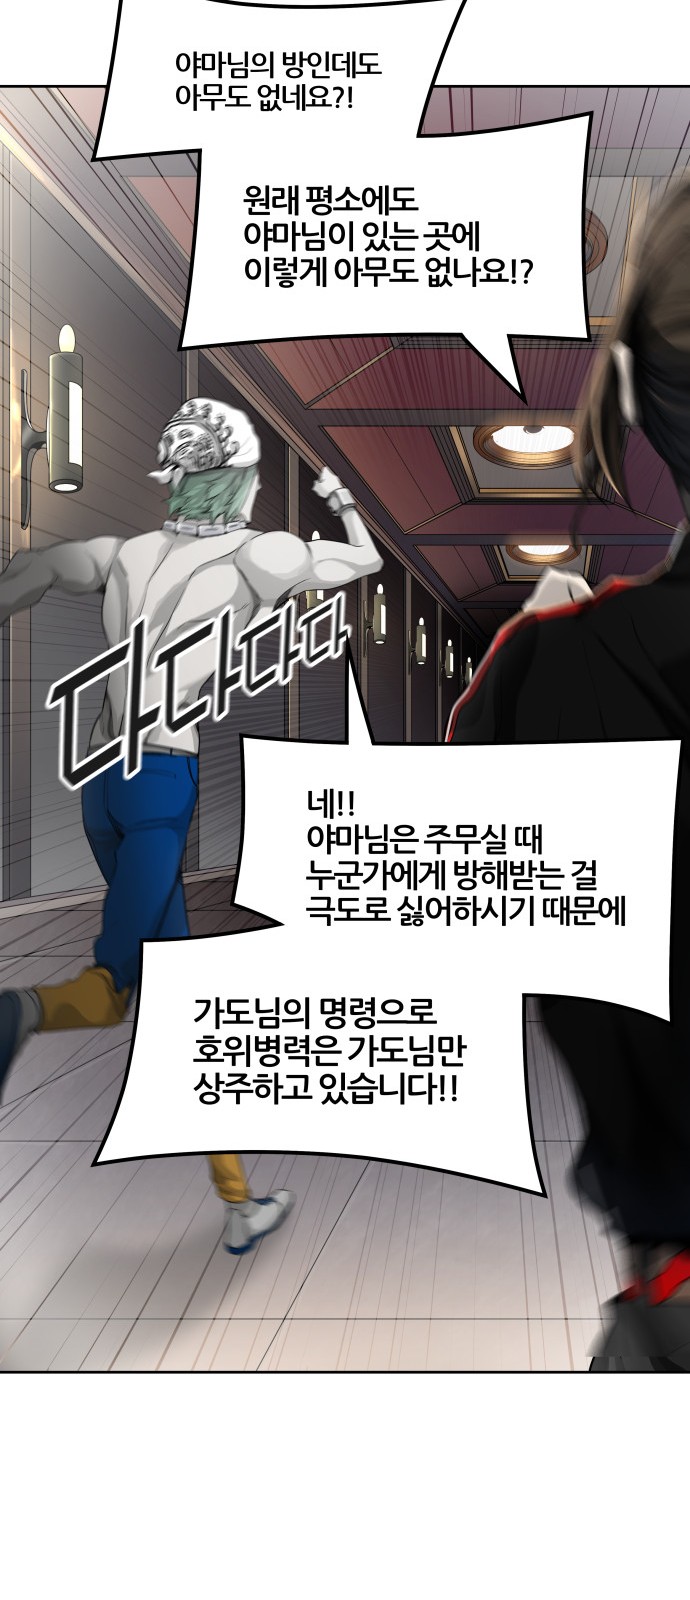 야마님의 방인데도
아무도 없네요?!
원래 평소에도
야마님이 있는 곳에
이렇게 아무도 없나요!?
다다다다
네!!
야마님은 주무실 때
누군가에게 방해받는 걸
극도로 싫어하시기 때문에
가도님의 명령으로
호위병력은 가도님만
상주하고 있습니다!!